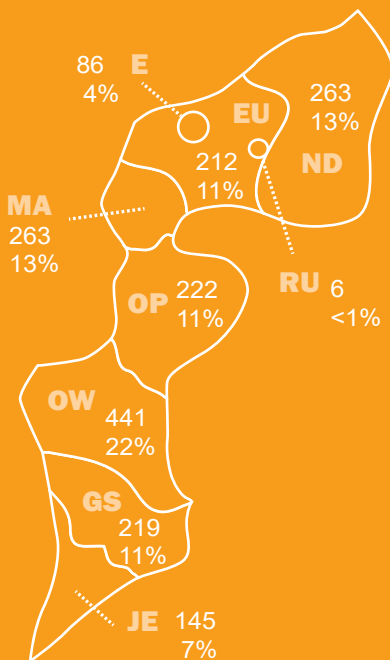 86 E
4%
EU
212
11%
263
13%
ND
MA
263
13%
RU 6
<1%
OP 222
11%
OW
441
22%
GS
219
11%
JE 145
7%